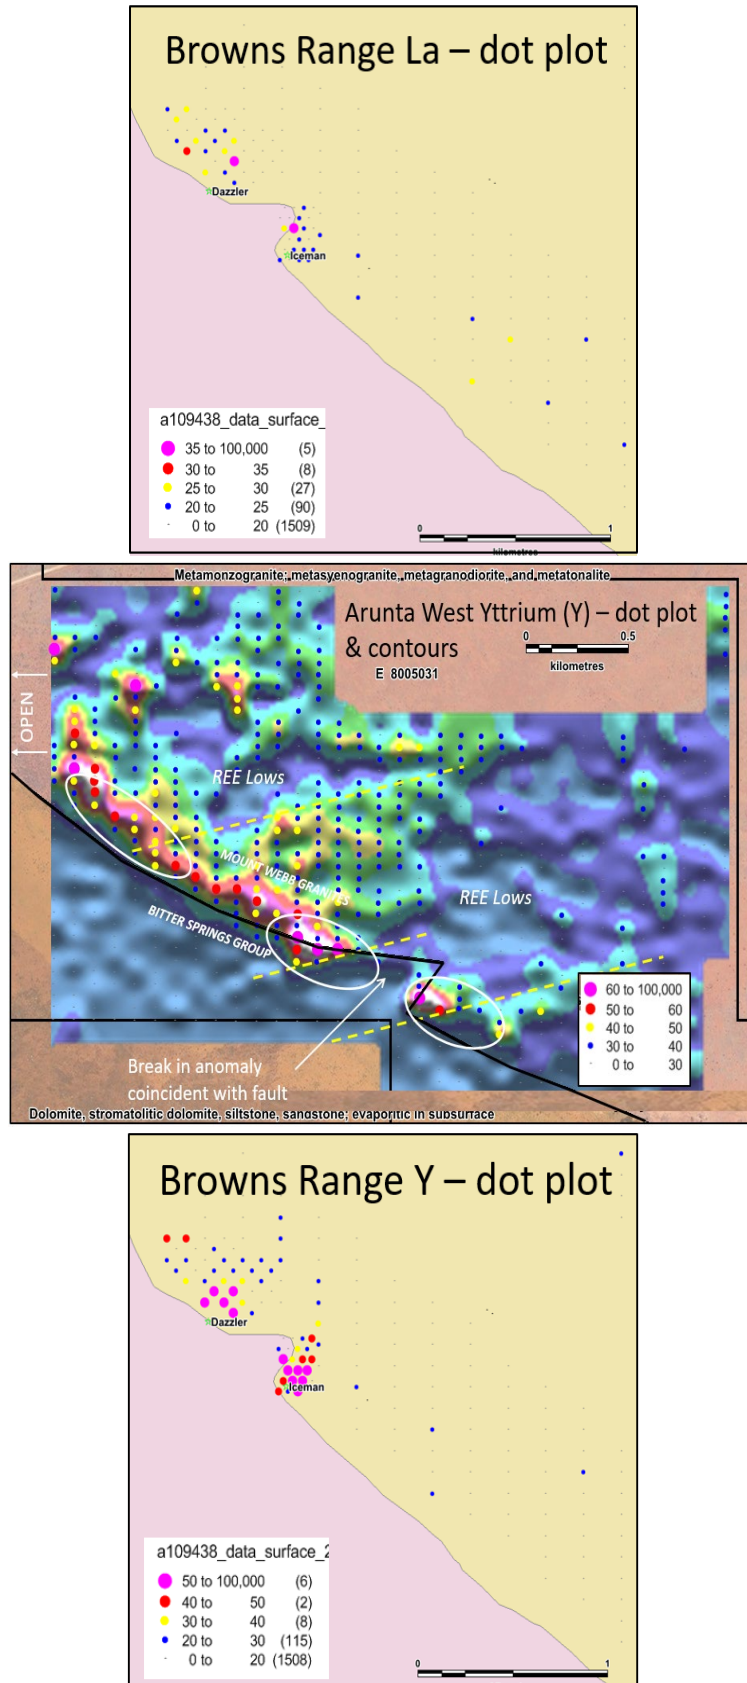 Browns Range La – dot plot
Dazzler
Iceman
a109438_data_surface_
35 to 100,000 (5)
30 to 35 (8)
25 to 30 (27)
20 to 25 (90)
0 to 20 (1509)
0 1
kilometres
Metamonzogranite; metasyenogranite, metagranodiorite, and metatonalite
Arunta West Yttrium (Y) – dot plot
& contours
0 0.5
kilometres
E 8005031
OPEN
REE Lows
MOUNT WEBB GRANITES
REE Lows
BITTER SPRINGS GROUP
60 to 100,000
50 to 60
40 to 50
30 to 40
0 to 30
Break in anomaly
coincident with fault
Dolomite, stromatolitic dolomite, siltstone, sandstone; evaporitic in subsurface
Browns Range Y – dot plot
Dazzler
Iceman
a109438_data_surface_2
50 to 100,000 (6)
40 to 50 (2)
30 to 40 (8)
20 to 30 (115)
0 to 20 (1508)
0 1